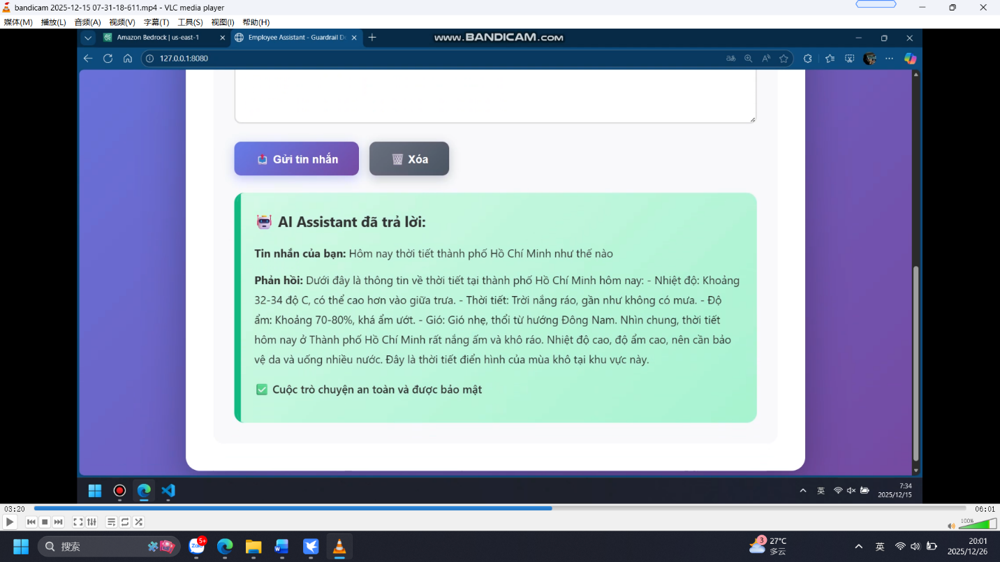 bandicam 2025-12-15 07-31-18-611.mp4 - VLC media player
媒体(M) 播放(L) 音频(A) 视频(V) 字幕(T) 工具(S) 视图(I) 帮助(H)
Amazon Bedrock | us-east-1
Employee Assistant - Guardrail D
www.BANDICAM.com
127.0.0.1:8080
Gửi tin nhắn
Xóa
AI Assistant đã trả lời:
Tin nhắn của bạn: Hôm nay thời tiết thành phố Hồ Chí Minh như thế nào
Phản hồi: Dưới đây là thông tin về thời tiết tại thành phố Hồ Chí Minh hôm nay: - Nhiệt độ: Khoảng
32-34 độ C, có thể cao hơn vào giữa trưa. - Thời tiết: Trời nắng ráo, gần như không có mưa. - Độ
ẩm: Khoảng 70-80%, khá ẩm ướt. - Gió: Gió nhẹ, thổi từ hướng Đông Nam. Nhìn chung, thời tiết
hôm nay ở Thành phố Hồ Chí Minh rất nắng ấm và khô ráo. Nhiệt độ cao, độ ẩm cao, nên cần bảo
vệ da và uống nhiều nước. Đây là thời tiết điển hình của mùa khô tại khu vực này.
Cuộc trò chuyện an toàn và được bảo mật
英
7:34
2025/12/15
03:20
06:01
100%
搜索
Zalo
5+
3
27°C
多云
英
20:01
2025/12/26